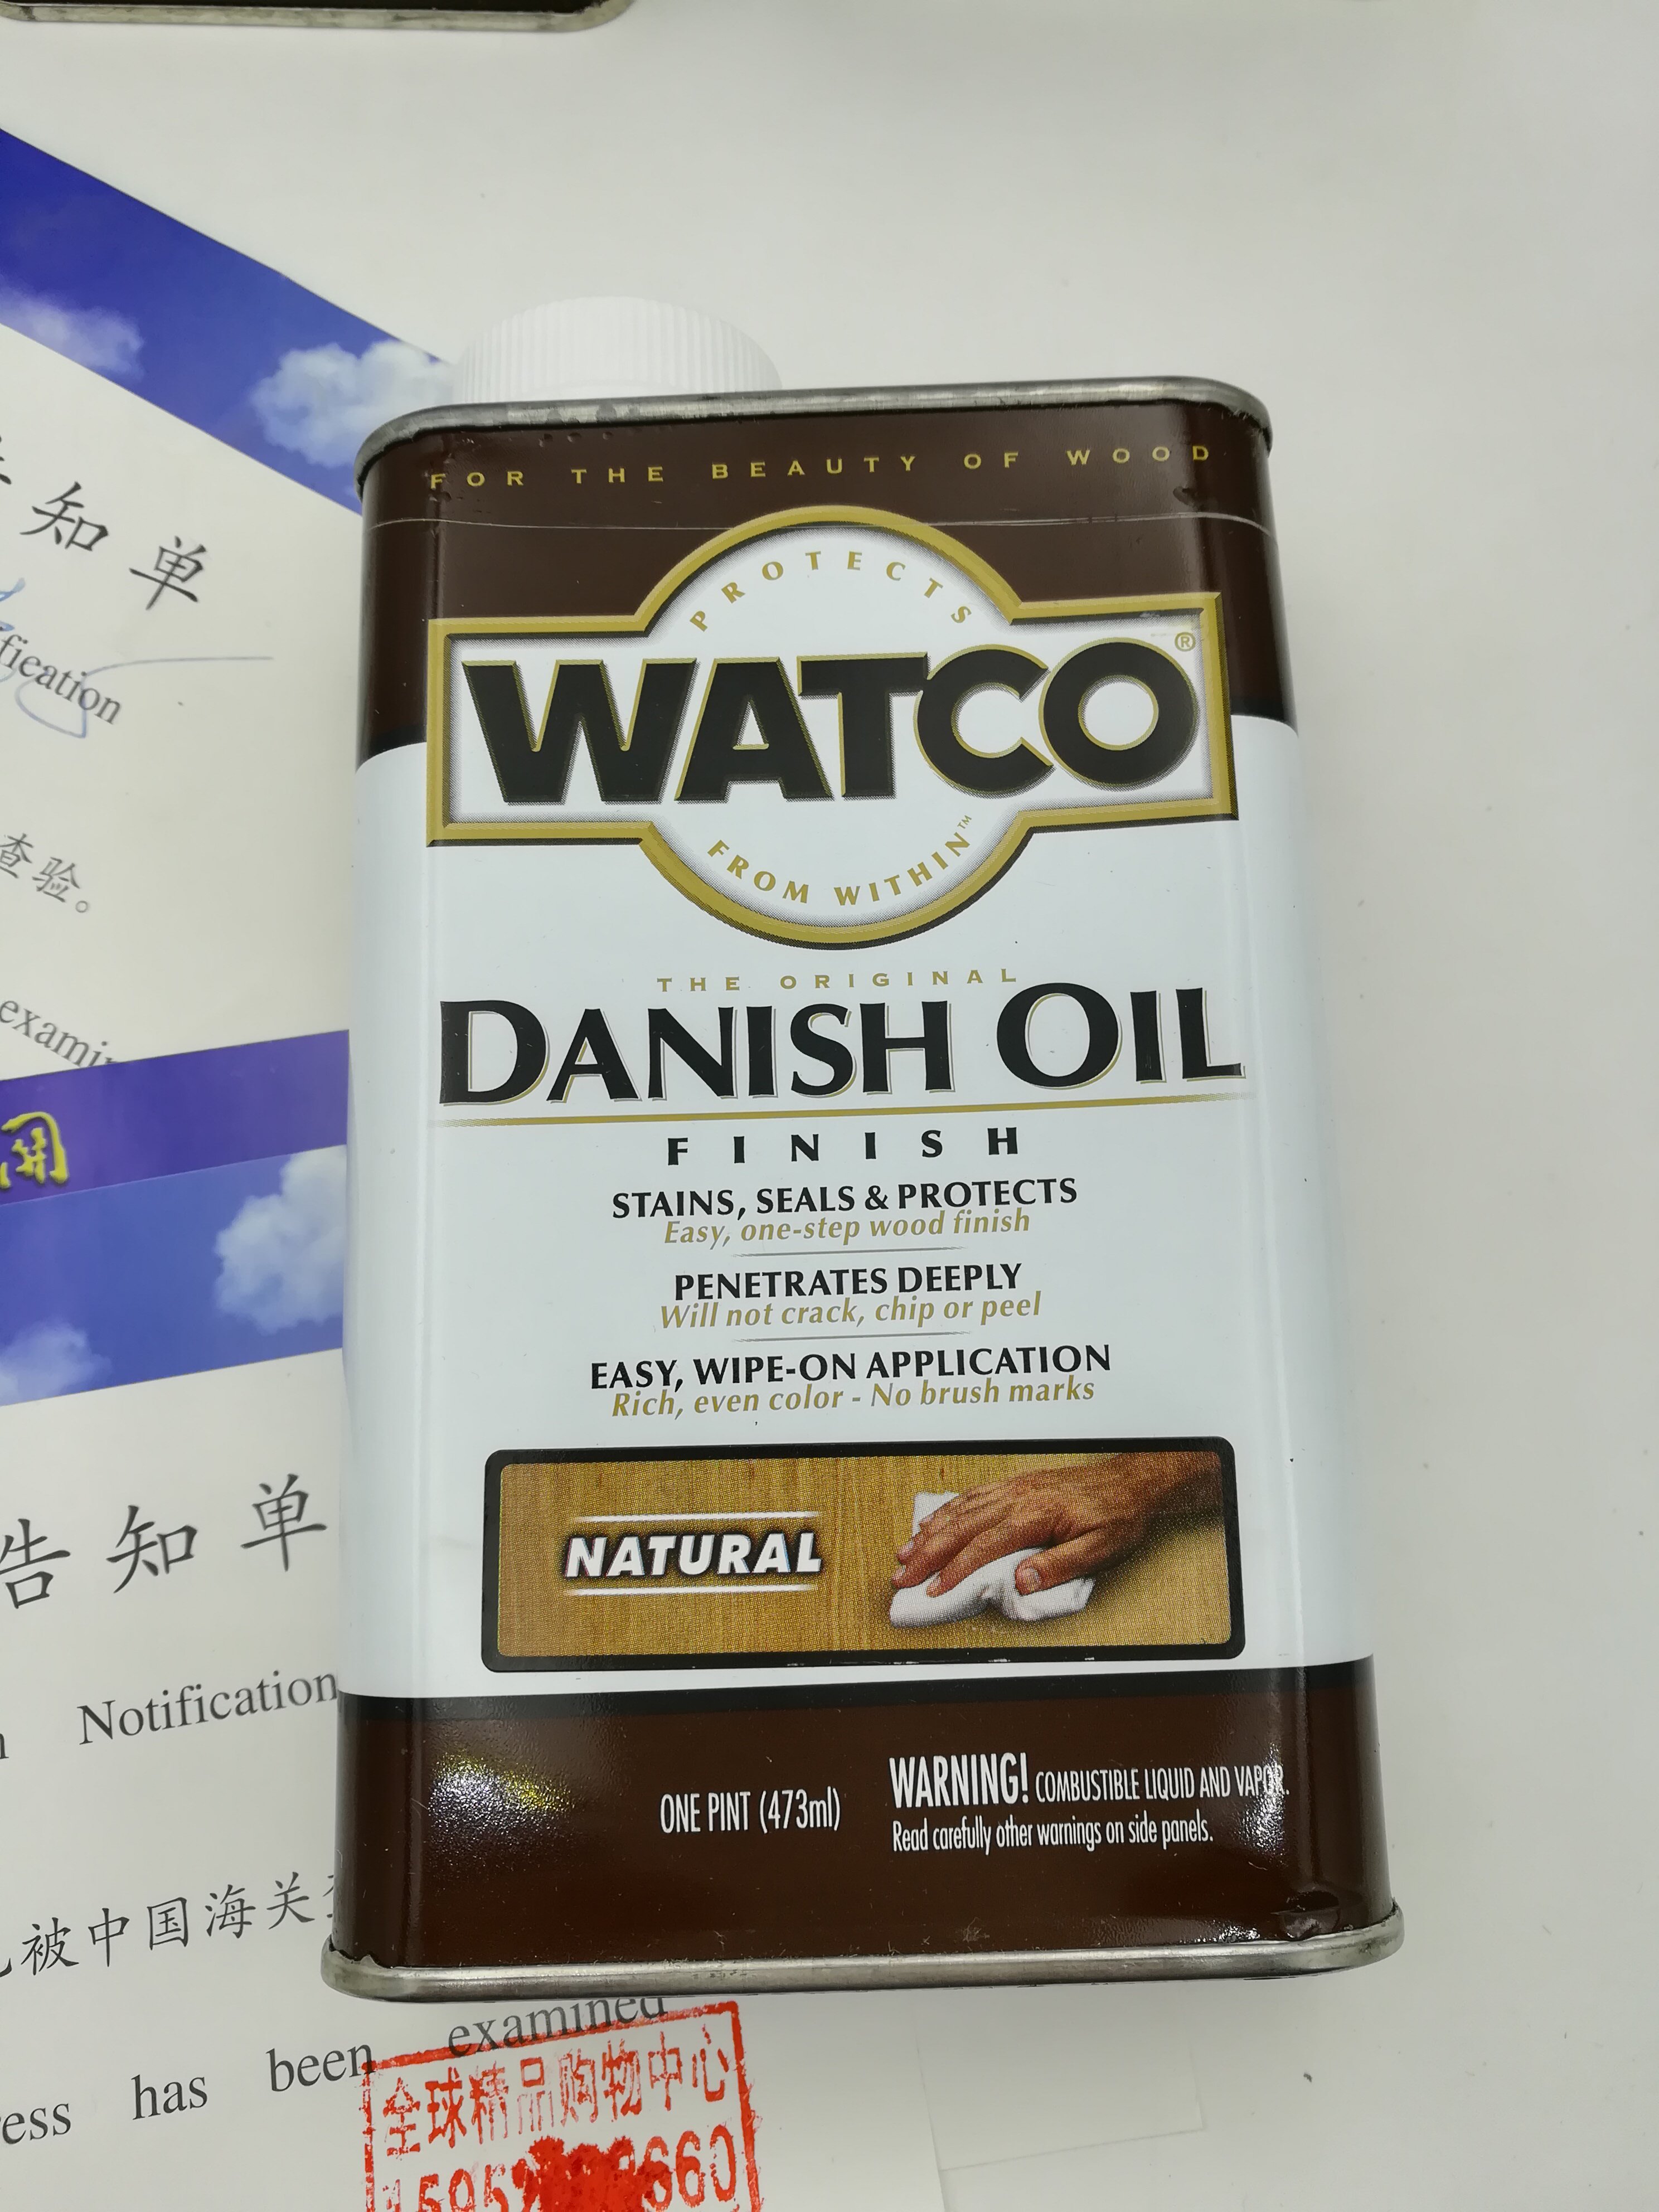 FOR THE BEAUTY OF WOOD
PROTECTS
WATCO®
FROM WITHIN™
THE ORIGINAL
DANISH OIL
FINISH
STAINS, SEALS & PROTECTS
Easy, one-step wood finish
PENETRATES DEEPLY
Will not crack, chip or peel
EASY, WIPE-ON APPLICATION
Rich, even color - No brush marks
NATURAL
ONE PINT (473ml)
WARNING! COMBUSTIBLE LIQUID AND VAPOR.
Read carefully other warnings on side panels.
知单
查验。
告知单
Notification
被中国海关
examined
has been
全球精品购物中心